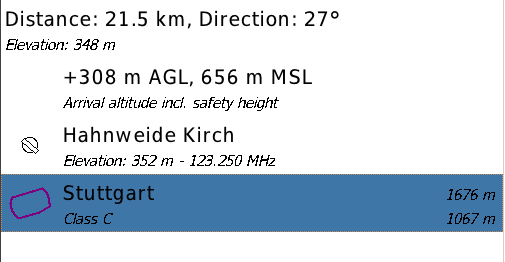 Distance: 21.5 km, Direction: 27°
Elevation: 348 m
+308 m AGL, 656 m MSL
Arrival altitude incl. safety height
Hahnweide Kirch
Elevation: 352 m - 123.250 MHz
Stuttgart 1676 m
Class C 1067 m